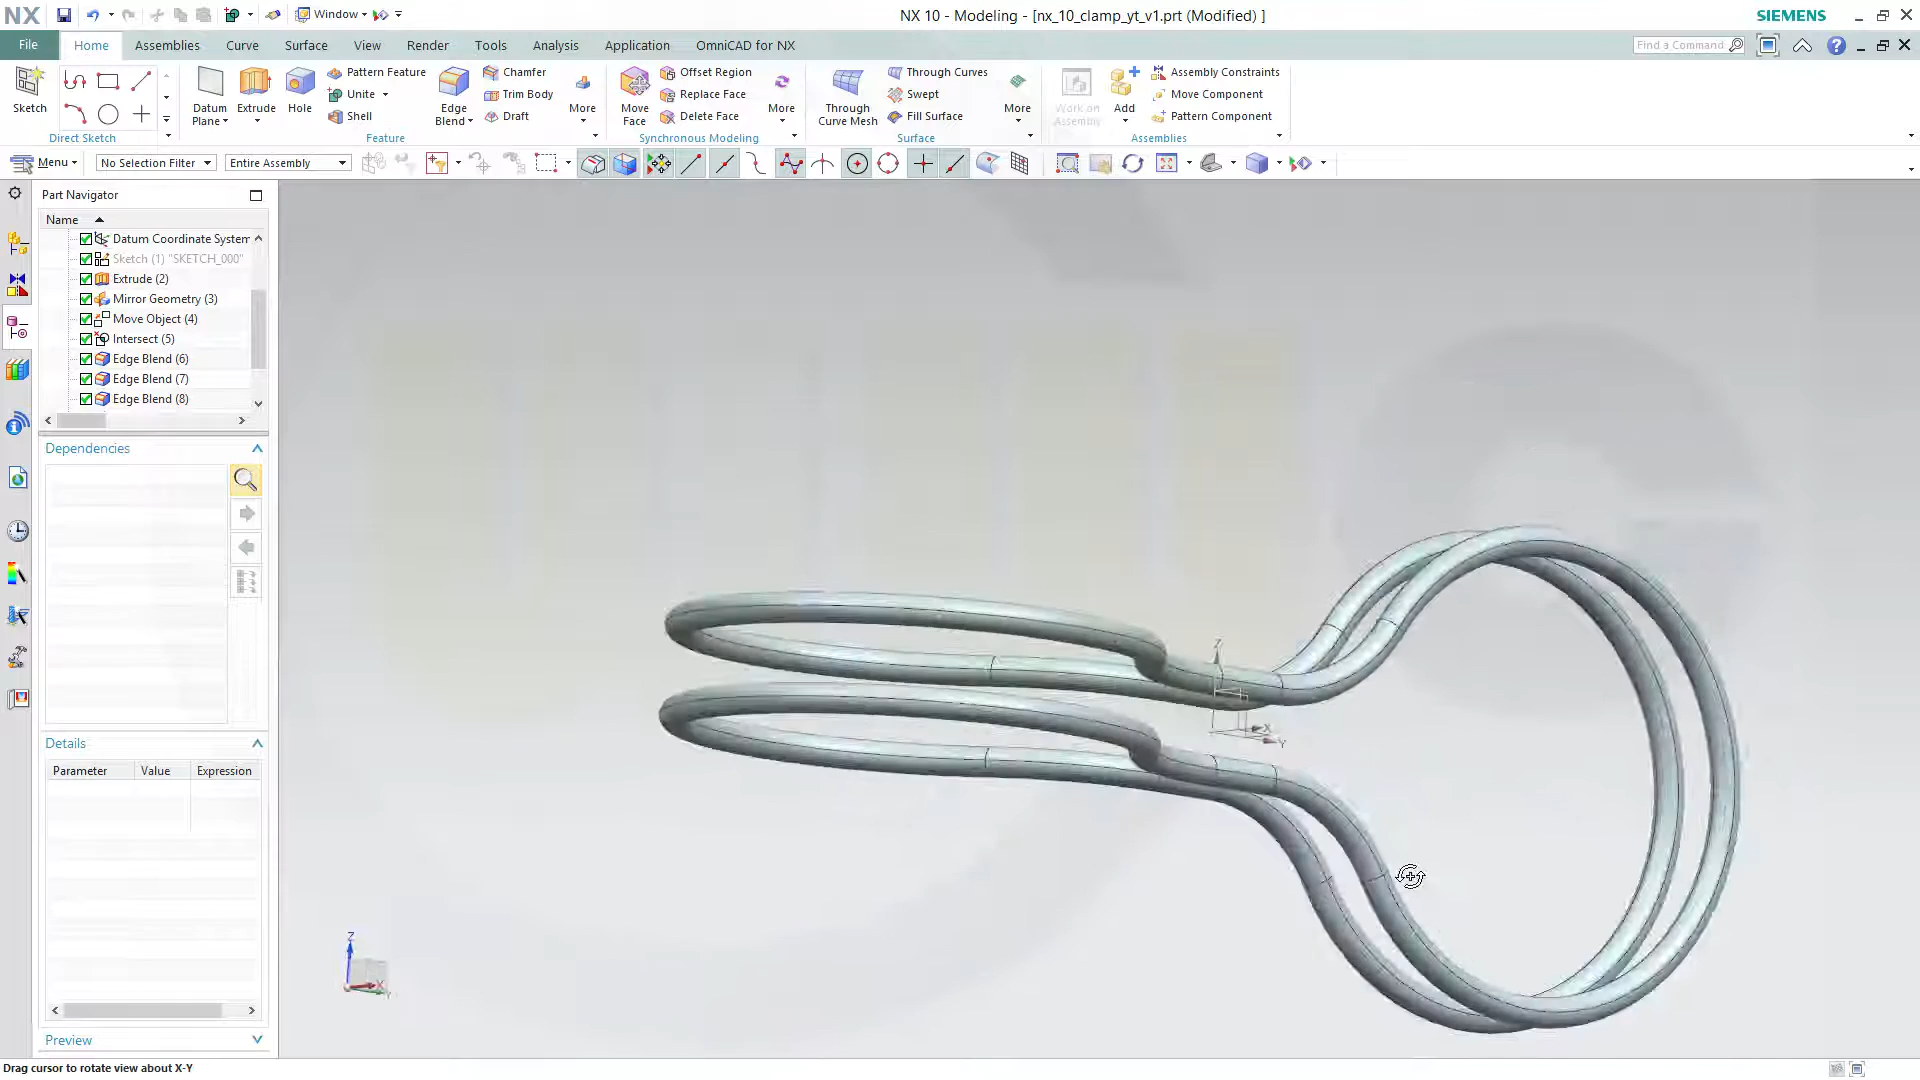 NX
Window
NX 10 - Modeling - [nx_10_clamp_yt_v1.prt (Modified) ]
SIEMENS
File
Home
Assemblies
Curve
Surface
View
Render
Tools
Analysis
Application
OmniCAD for NX
Find a Command
Sketch
Direct Sketch
Datum Plane
Extrude
Hole
Pattern Feature
Unite
Shell
Edge Blend
Chamfer
Trim Body
Draft
More
Feature
Move Face
Offset Region
Replace Face
Delete Face
More
Synchronous Modeling
Through Curve Mesh
Through Curves
Swept
Fill Surface
More
Surface
Work on Assembly
Add
Assembly Constraints
Move Component
Pattern Component
Assemblies
Menu
No Selection Filter
Entire Assembly
Part Navigator
Name
Datum Coordinate System
Sketch (1) "SKETCH_000"
Extrude (2)
Mirror Geometry (3)
Move Object (4)
Intersect (5)
Edge Blend (6)
Edge Blend (7)
Edge Blend (8)
Dependencies
Details
Parameter Value Expression
Preview
Z
X
Y
Z
X
Y
Drag cursor to rotate view about X-Y